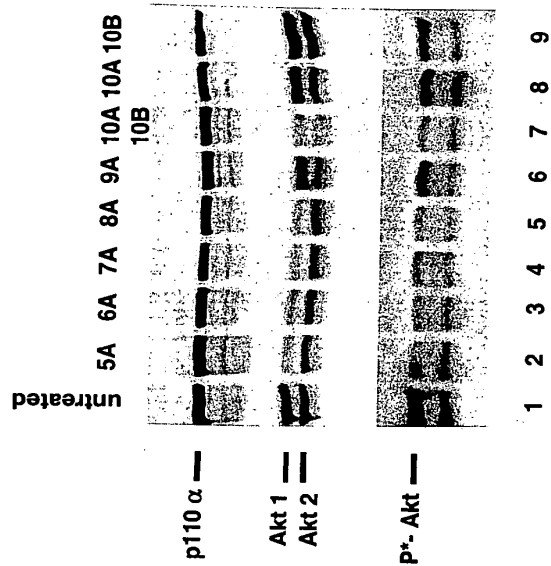 untreated 5A 6A 7A 8A 9A 10A 10A 10B
10B
p110 α
Akt 1
Akt 2
P*- Akt
1 2 3 4 5 6 7 8 9